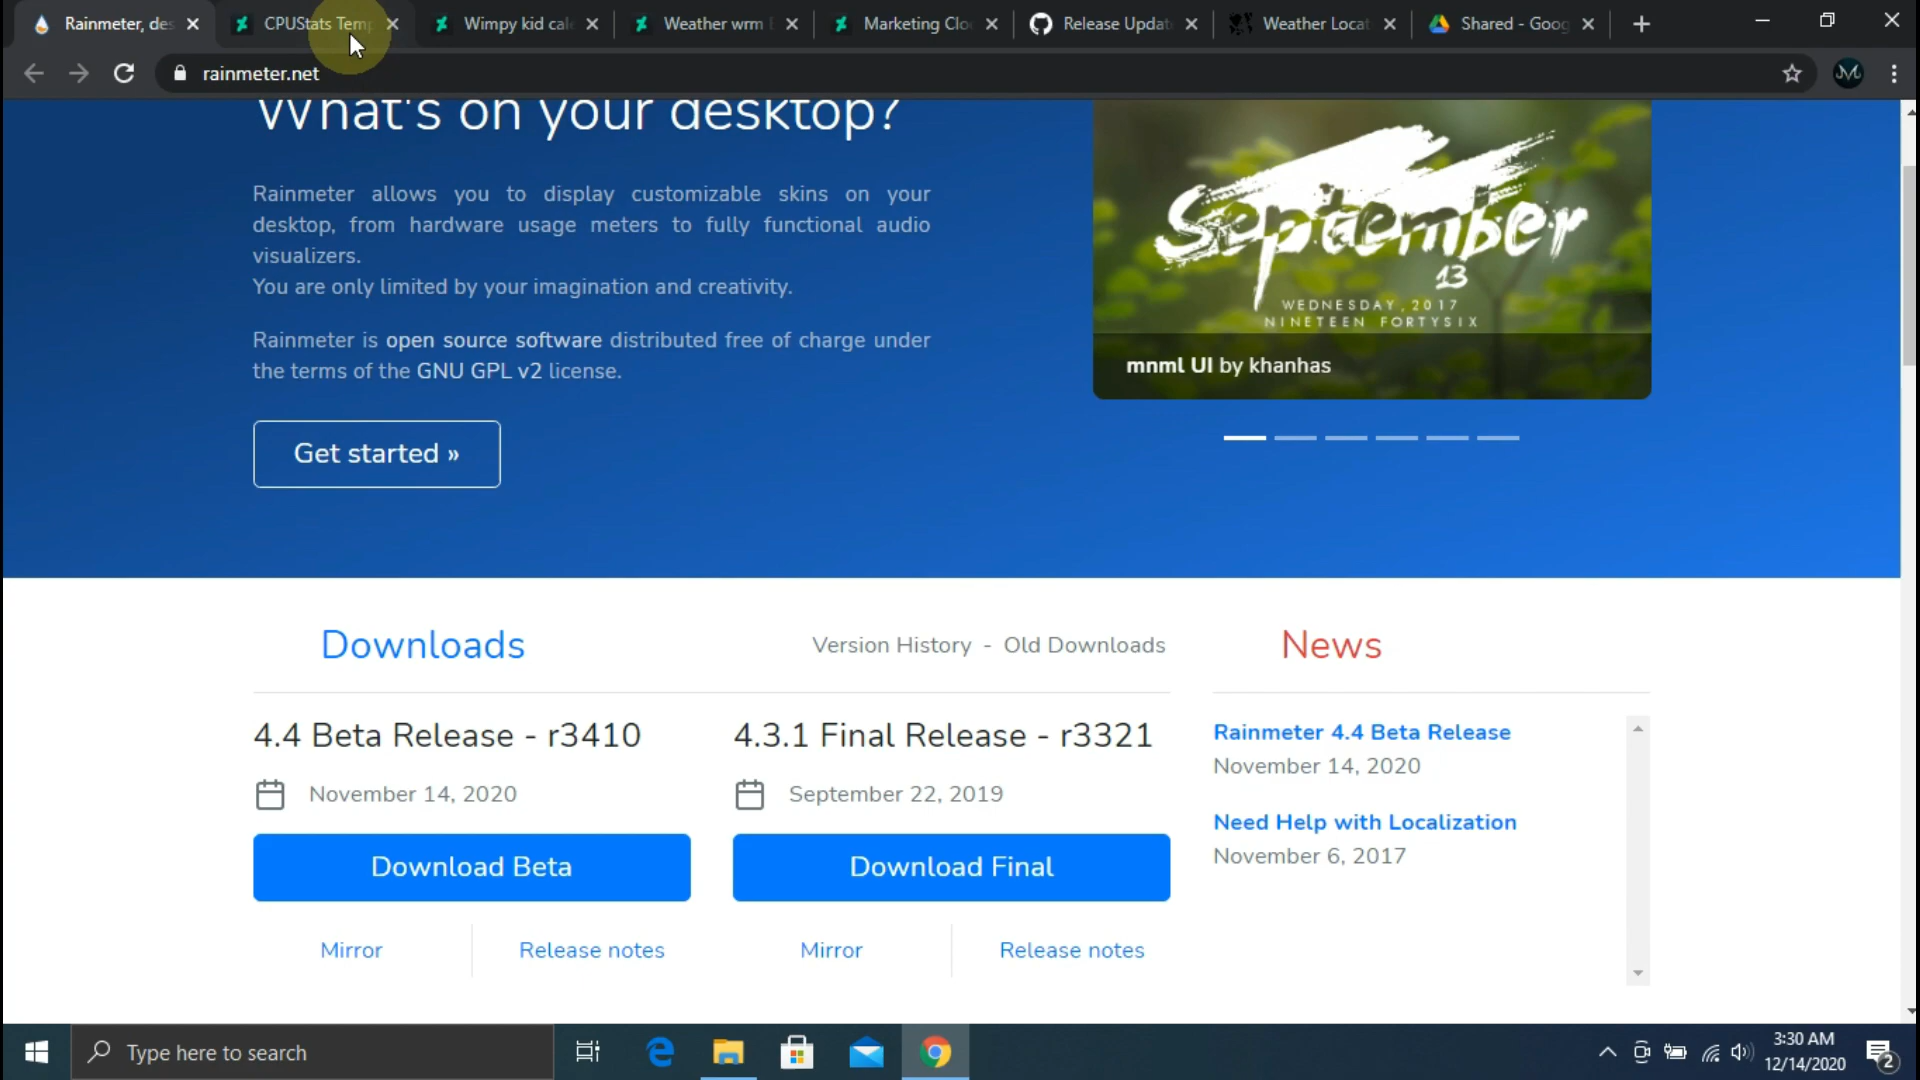 Rainmeter, des
CPUStats Temp
Wimpy kid cale
Weather wrm
Marketing Clo
Release Updat
Weather Locat
Shared - Goog
rainmeter.net
What's on your desktop?
Rainmeter allows you to display customizable skins on your
desktop, from hardware usage meters to fully functional audio
visualizers.
You are only limited by your imagination and creativity.
Rainmeter is open source software distributed free of charge under
the terms of the GNU GPL v2 license.
Get started »
September
13
WEDNESDAY, 2017
NINETEEN FORTYSIX
mnml UI by khanhas
Downloads
Version History - Old Downloads
4.4 Beta Release - r3410
November 14, 2020
Download Beta
Mirror
Release notes
4.3.1 Final Release - r3321
September 22, 2019
Download Final
Mirror
Release notes
News
Rainmeter 4.4 Beta Release
November 14, 2020
Need Help with Localization
November 6, 2017
Type here to search
3:30 AM
12/14/2020
2